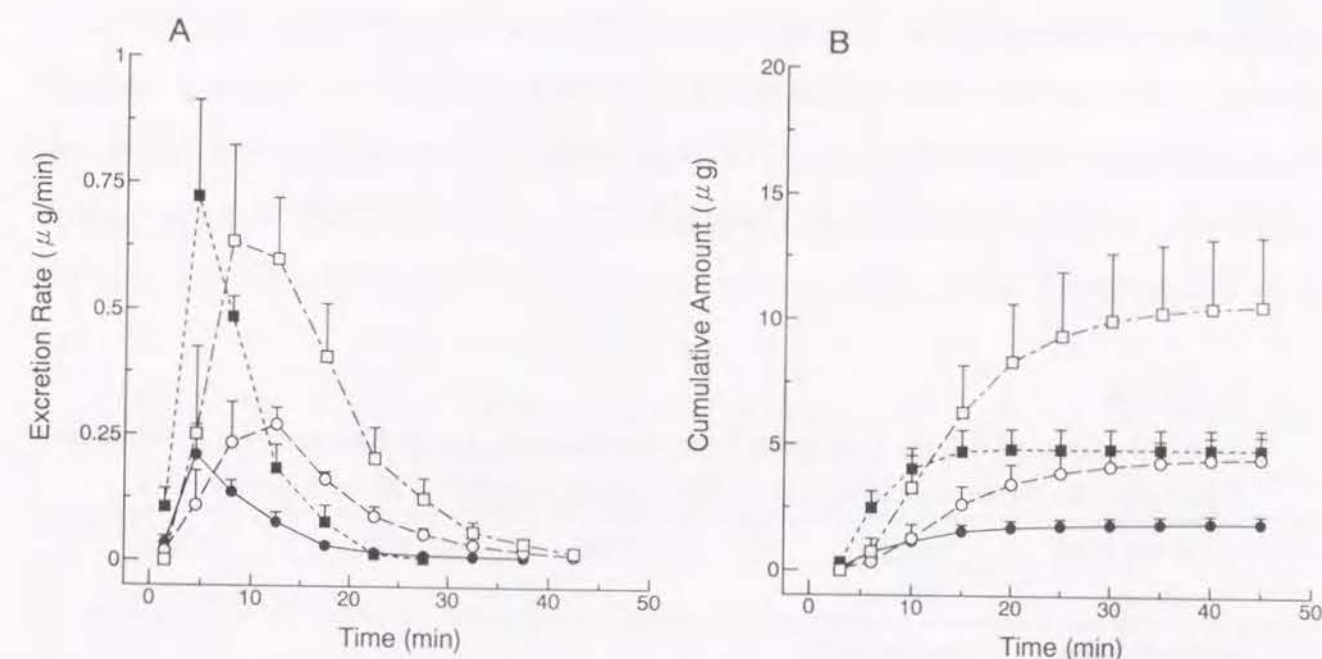 A
1
0.75
0.5
0.25
0
Excretion Rate ( μg/min)
0 10 20 30 40 50
Time (min)
B
20
15
10
5
0
Cumulative Amount ( μg)
0 10 20 30 40 50
Time (min)